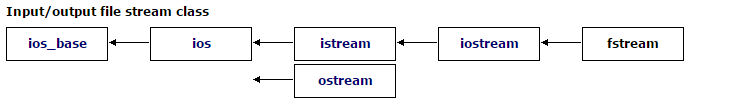 Input/output file stream class
ios_base ios istream iostream fstream
ostream